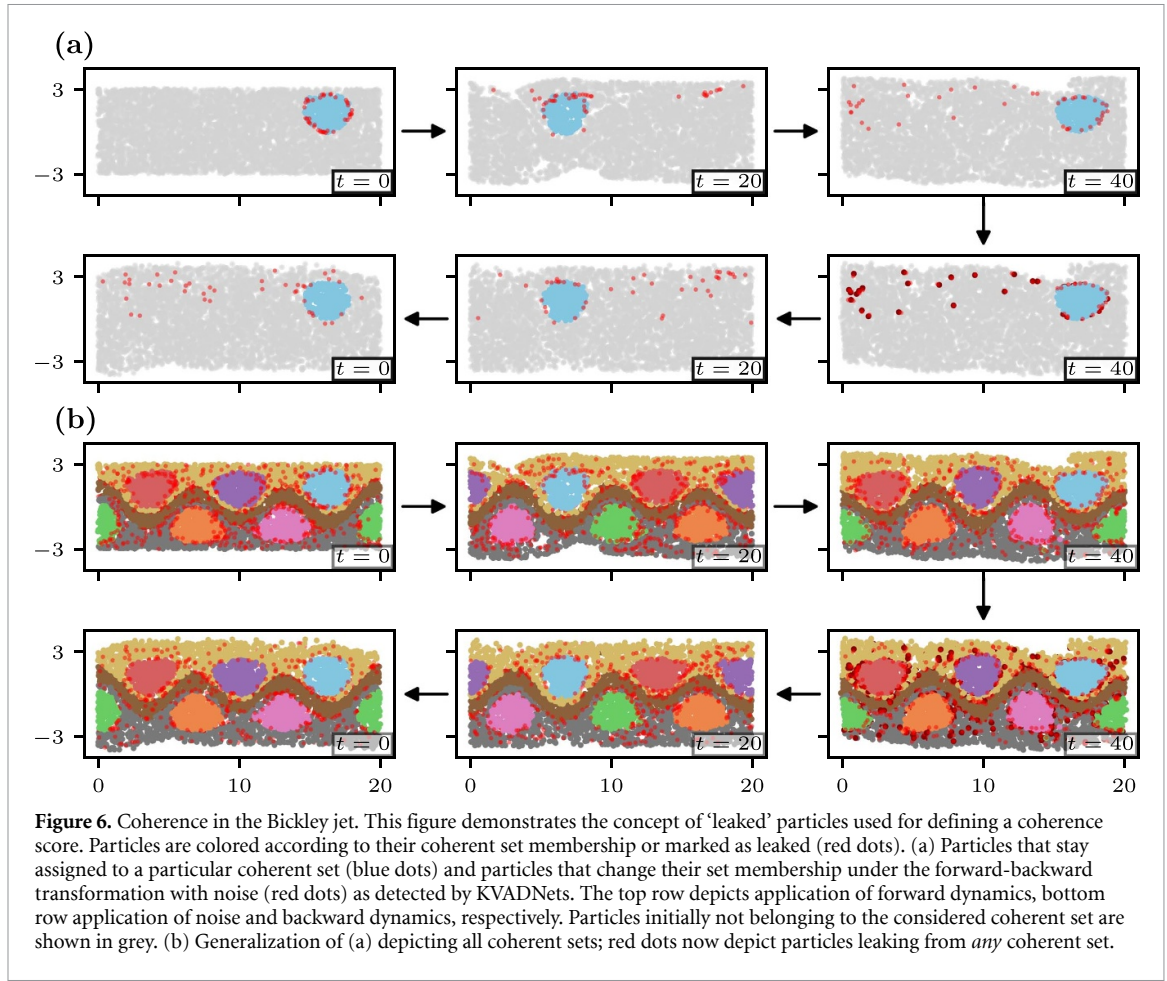 (a)
3
−3
t = 0
t = 20
t = 40
3
−3
t = 0
t = 20
t = 40
(b)
3
−3
t = 0
t = 20
t = 40
3
−3
t = 0
t = 20
t = 40
0 10 20 0 10 20 0 10 20
Figure 6. Coherence in the Bickley jet. This figure demonstrates the concept of ‘leaked’ particles used for defining a coherence
score. Particles are colored according to their coherent set membership or marked as leaked (red dots). (a) Particles that stay
assigned to a particular coherent set (blue dots) and particles that change their set membership under the forward-backward
transformation with noise (red dots) as detected by KVADNets. The top row depicts application of forward dynamics, bottom
row application of noise and backward dynamics, respectively. Particles initially not belonging to the considered coherent set are
shown in grey. (b) Generalization of (a) depicting all coherent sets; red dots now depict particles leaking from any coherent set.